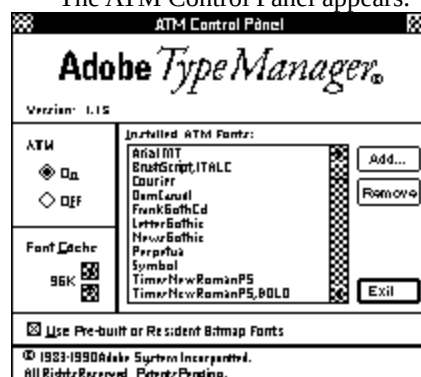 The ATM Control Panel appears.
ATM Control Panel
Adobe Type Manager®
Version: 1.15
ATM
On
Off
Font Cache
96K
Installed ATM Fonts:
Arial MT
BrushScript,ITALC
Courier
DomCasual
FrankGothCd
LetterGothic
NewsGothic
Perpetua
Symbol
TimesNewRomanPS
TimesNewRomanPS,BOLD
Add...
Remove
Exit
Use Pre-built or Resident Bitmap Fonts
© 1983-1990 Adobe System Incorporated.
All Rights Reserved. Patents Pending.